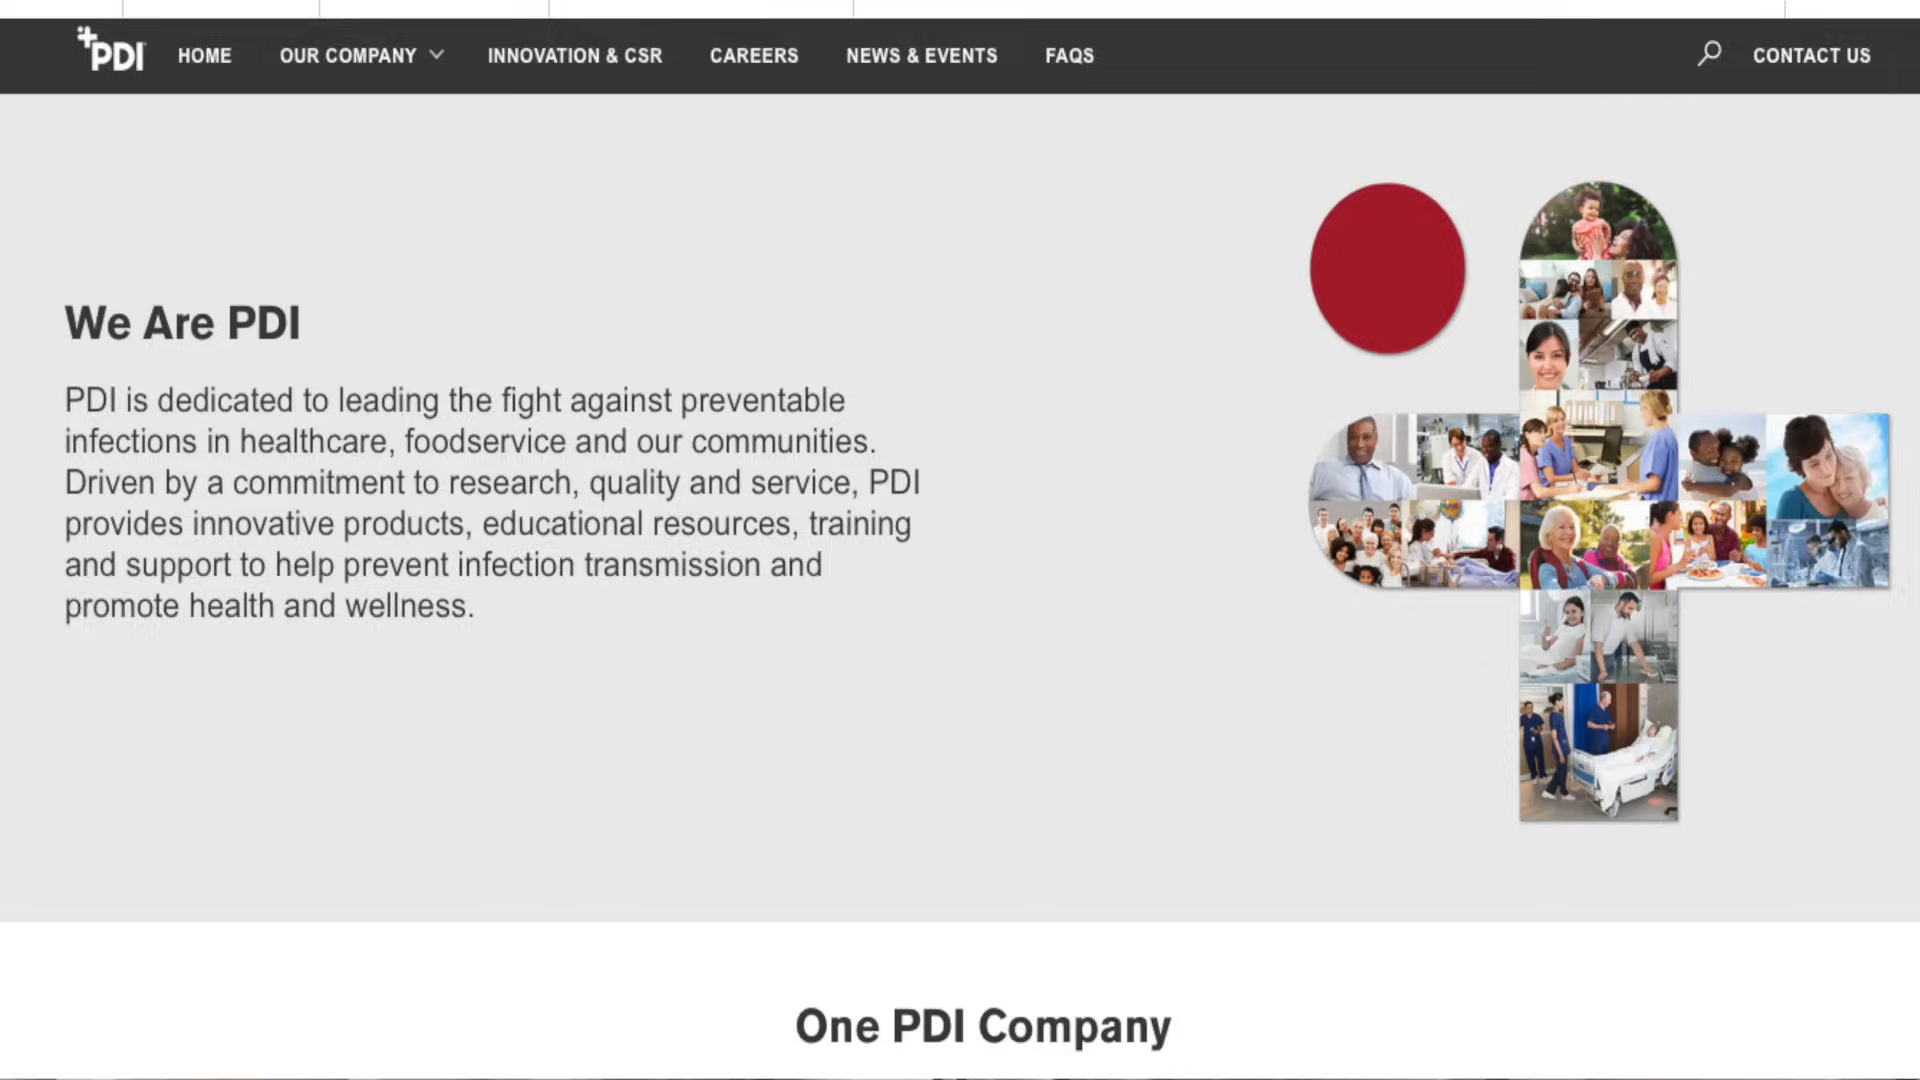 PDI HOME OUR COMPANY INNOVATION & CSR CAREERS NEWS & EVENTS FAQS CONTACT US
We Are PDI
PDI is dedicated to leading the fight against preventable
infections in healthcare, foodservice and our communities.
Driven by a commitment to research, quality and service, PDI
provides innovative products, educational resources, training
and support to help prevent infection transmission and
promote health and wellness.
One PDI Company